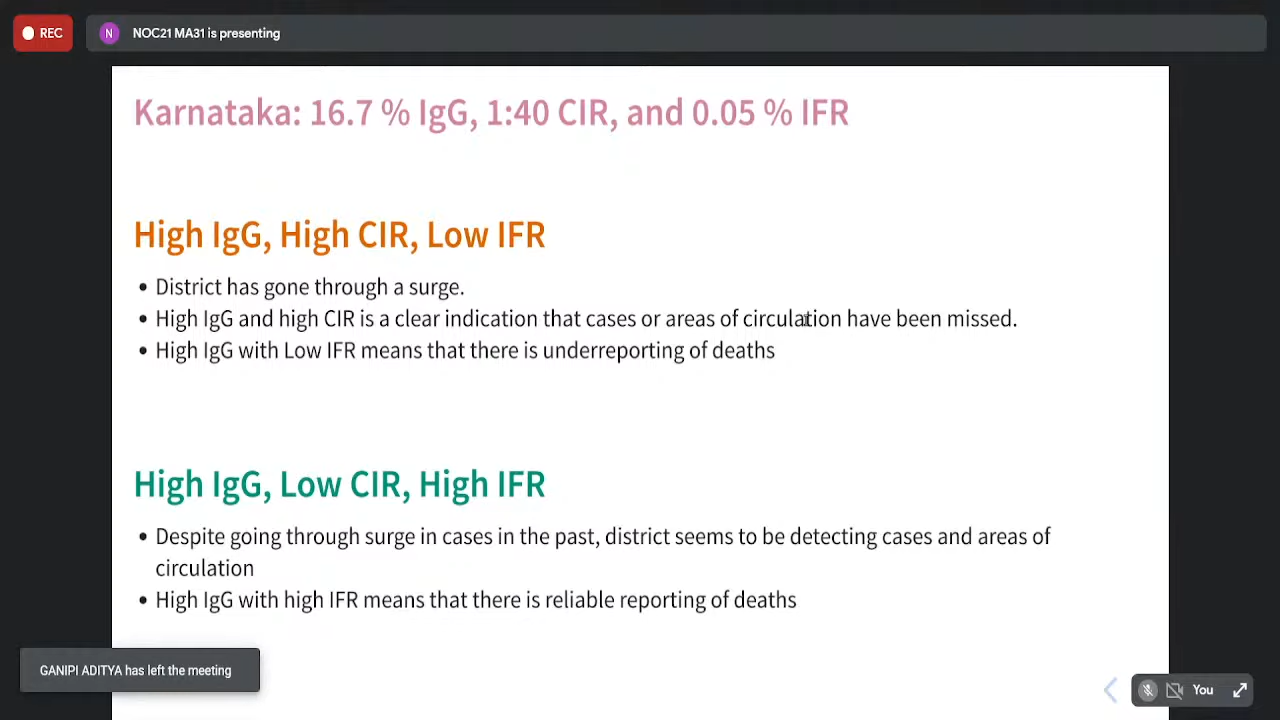 REC
N NOC21 MA31 is presenting
Karnataka: 16.7 % IgG, 1:40 CIR, and 0.05 % IFR
High IgG, High CIR, Low IFR
• District has gone through a surge.
• High IgG and high CIR is a clear indication that cases or areas of circulation have been missed.
• High IgG with Low IFR means that there is underreporting of deaths
High IgG, Low CIR, High IFR
• Despite going through surge in cases in the past, district seems to be detecting cases and areas of
circulation
• High IgG with high IFR means that there is reliable reporting of deaths
GANIPI ADITYA has left the meeting
You